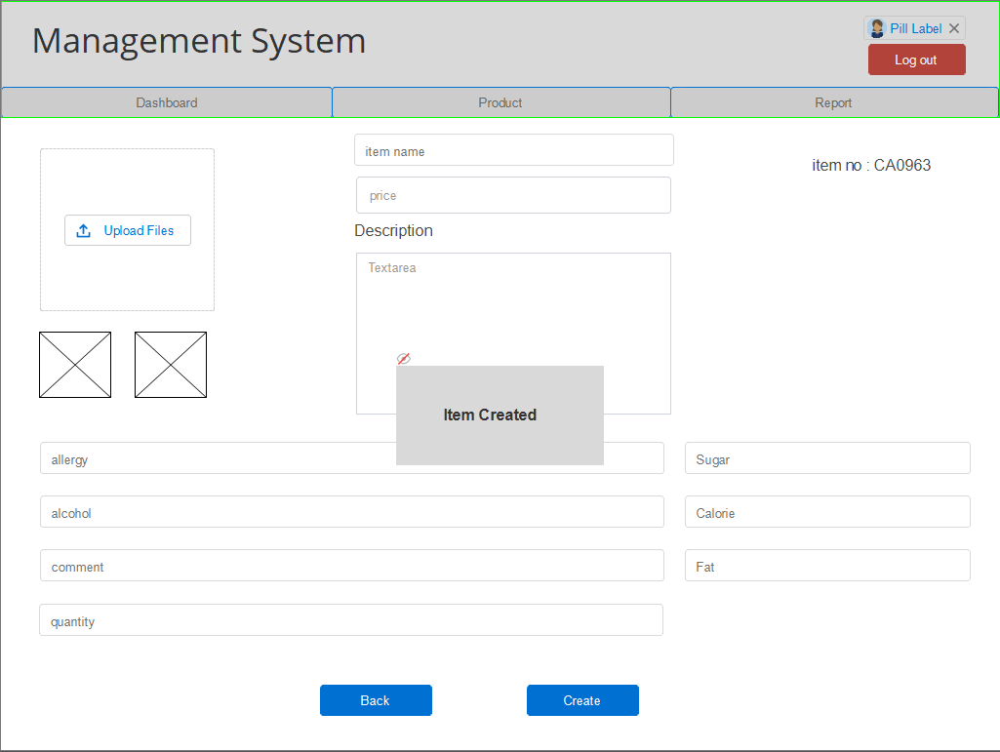 Management System
Pill Label
Log out
Dashboard
Product
Report
item name
item no : CA0963
price
Upload Files
Description
Textarea
Item Created
allergy
Sugar
alcohol
Calorie
comment
Fat
quantity
Back
Create